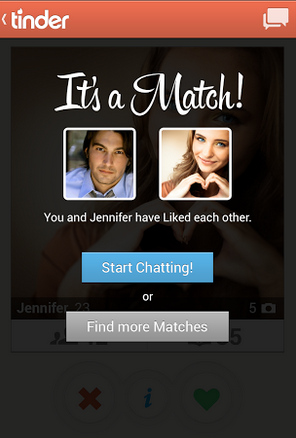 tinder
It's a Match!
You and Jennifer have Liked each other.
Start Chatting!
or
Jennifer, 23
5
Find more Matches
i